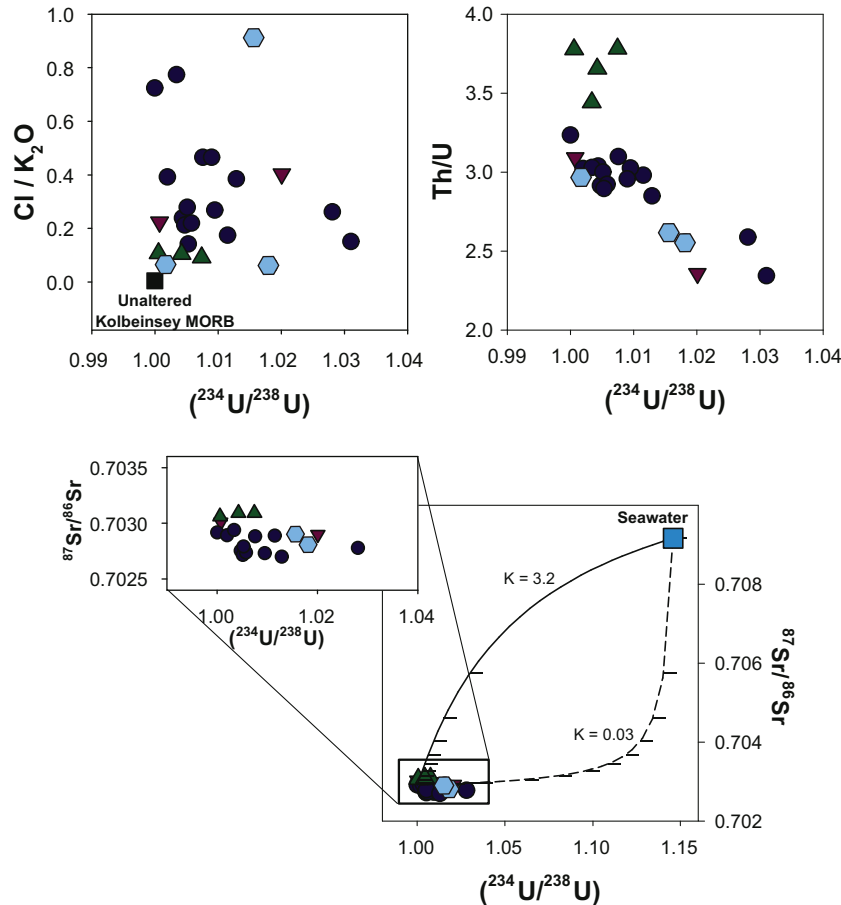 1.0
0.8
0.6
0.4
0.2
0.0
Cl / K₂O
Unaltered
Kolbeinsey MORB
0.99 1.00 1.01 1.02 1.03 1.04
(²³⁴U/²³⁸U)
4.0
3.5
3.0
2.5
2.0
Th/U
0.99 1.00 1.01 1.02 1.03 1.04
(²³⁴U/²³⁸U)
0.7035
0.7030
0.7025
⁸⁷Sr/⁸⁶Sr
1.00 1.02 1.04
(²³⁴U/²³⁸U)
Seawater
K = 3.2
K = 0.03
0.708
0.706
0.704
0.702
⁸⁷Sr/⁸⁶Sr
1.00 1.05 1.10 1.15
(²³⁴U/²³⁸U)